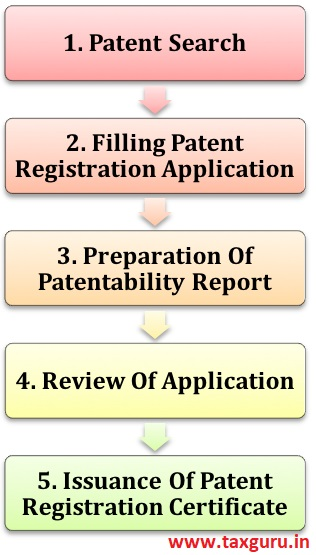 1. Patent Search
2. Filling Patent
Registration Application
3. Preparation Of
Patentability Report
4. Review Of Application
5. Issuance Of Patent
Registration Certificate
www.taxguru.in